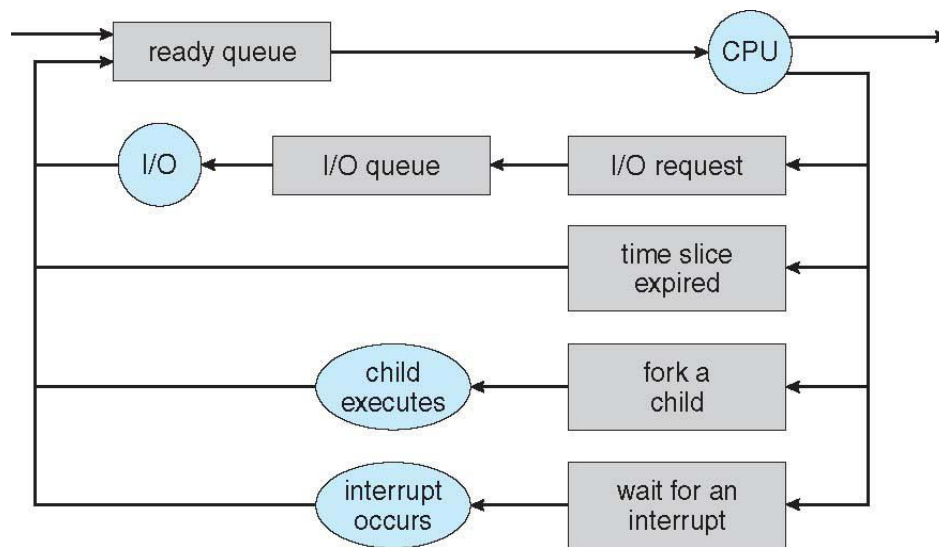 ready queue
CPU
I/O
I/O queue
I/O request
time slice
expired
child
executes
fork a
child
interrupt
occurs
wait for an
interrupt